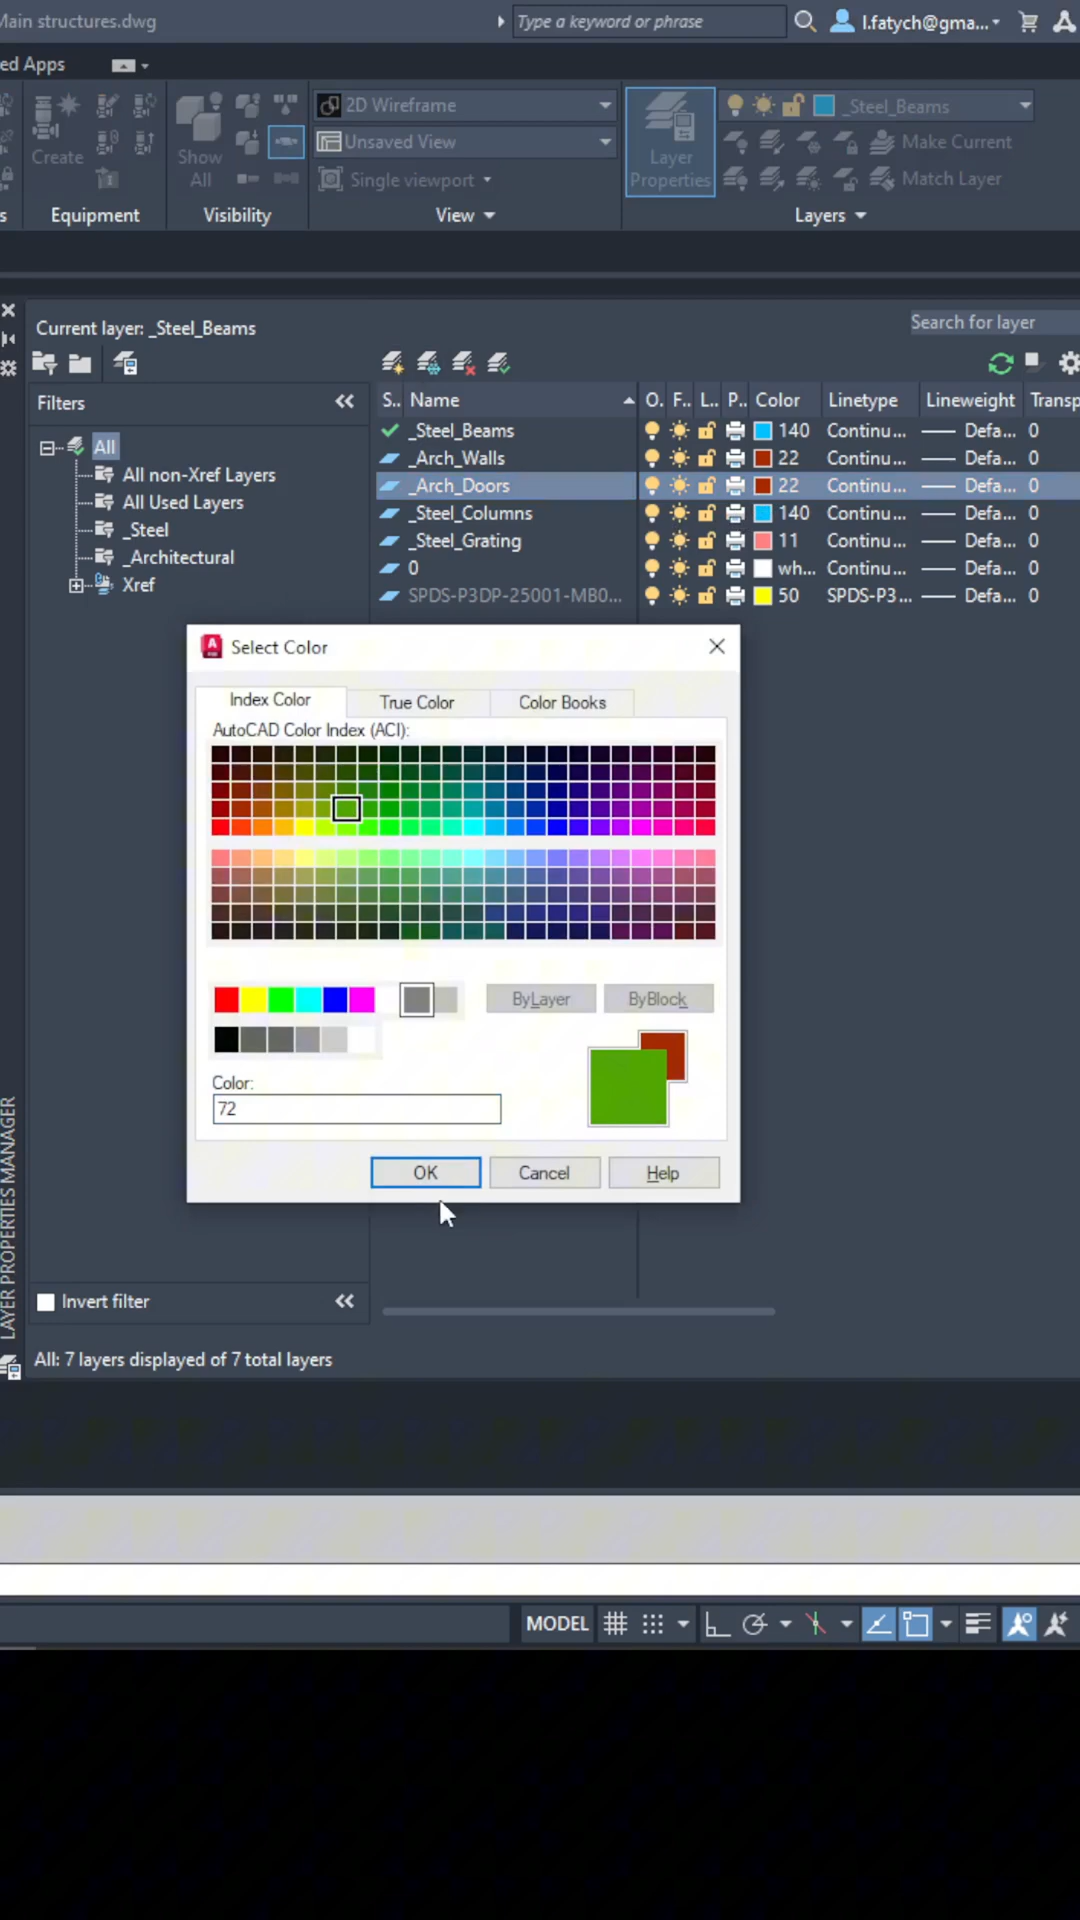 Main structures.dwg
Type a keyword or phrase
l.fatych@gma...
ed Apps
Create
Show
All
2D Wireframe
Unsaved View
Single viewport
Layer
Properties
_Steel_Beams
Make Current
Match Layer
s
Equipment
Visibility
View
Layers
Current layer: _Steel_Beams
Search for layer
Filters
S..
Name
O.
F..
L..
P..
Color
Linetype
Lineweight
Transp
All
All non-Xref Layers
All Used Layers
_Steel
_Architectural
Xref
_Steel_Beams 140 Continu... Defa... 0
_Arch_Walls 22 Continu... Defa... 0
_Arch_Doors 22 Continu... Defa... 0
_Steel_Columns 140 Continu... Defa... 0
_Steel_Grating 11 Continu... Defa... 0
0 wh... Continu... Defa... 0
SPDS-P3DP-25001-MB0... 50 SPDS-P3... Defa... 0
Select Color
Index Color
True Color
Color Books
AutoCAD Color Index (ACI):
ByLayer
ByBlock
Color:
72
OK
Cancel
Help
LAYER PROPERTIES MANAGER
Invert filter
All: 7 layers displayed of 7 total layers
MODEL